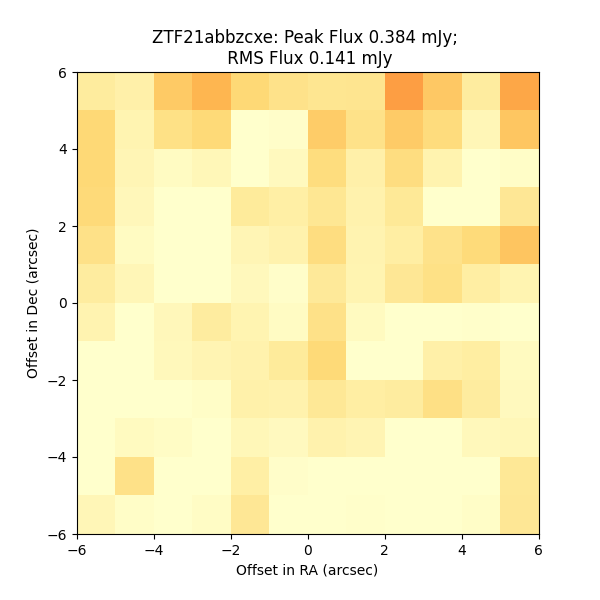 ZTF21abbzcxe: Peak Flux 0.384 mJy;
RMS Flux 0.141 mJy
6
4
2
0
−2
−4
−6
Offset in Dec (arcsec)
−6 −4 −2 0 2 4 6
Offset in RA (arcsec)